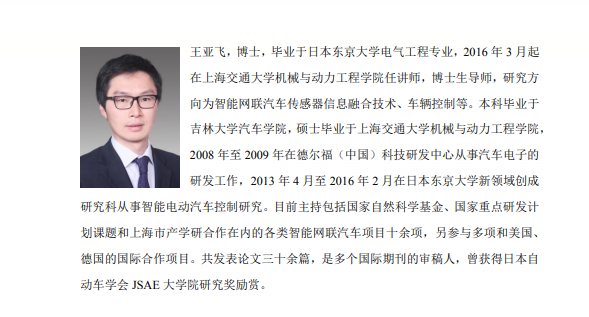 王亚飞，博士，毕业于日本东京大学电气工程专业，2016 年 3 月起
在上海交通大学机械与动力工程学院任讲师，博士生导师，研究方
向为智能网联汽车传感器信息融合技术、车辆控制等。本科毕业于
吉林大学汽车学院，硕士毕业于上海交通大学机械与动力工程学院，
2008 年至 2009 年在德尔福（中国）科技研发中心从事汽车电子的
研发工作，2013 年 4 月至 2016 年 2 月在日本东京大学新领域创成
研究科从事智能电动汽车控制研究。目前主持包括国家自然科学基金、国家重点研发计
划课题和上海市产学研合作在内的各类智能网联汽车项目十余项，另参与多项和美国、
德国的国际合作项目。共发表论文三十余篇，是多个国际期刊的审稿人，曾获得日本自
动车学会 JSAE 大学院研究奖励赏。